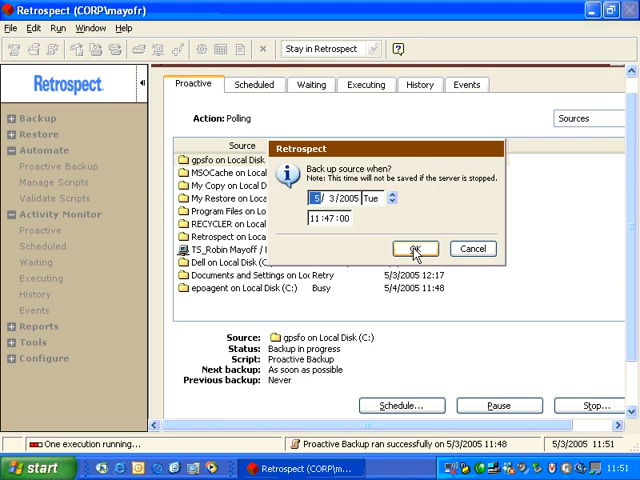 Retrospect (CORP\mayofr)
File Edit Run Window Help
Stay in Retrospect
Retrospect.
Proactive Scheduled Waiting Executing History Events
Backup
Restore
Automate
Proactive Backup
Manage Scripts
Validate Scripts
Activity Monitor
Proactive
Scheduled
Waiting
Executing
History
Events
Reports
Tools
Configure
Action: Polling
Sources
Source
gpsfo on Local Disk
MSOCache on Local
My Copy on Local D
My Restore on Loca
Program Files on Lo
RECYCLER on Local
Retrospect on Local
TS_Robin Mayoff / I
Dell on Local Disk (C:)
Documents and Settings on Loc Retry 5/3/2005 12:17
epoagent on Local Disk (C:) Busy 5/4/2005 11:48
Retrospect
Back up source when?
Note: This time will not be saved if the server is stopped.
5/ 3/2005 Tue
11:47:00
OK Cancel
Source: gpsfo on Local Disk (C:)
Status: Backup in progress
Script: Proactive Backup
Next backup: As soon as possible
Previous backup: Never
Schedule... Pause Stop...
One execution running... Proactive Backup ran successfully on 5/3/2005 11:48 5/3/2005 11:51
start Retrospect (CORP\m... 11:51